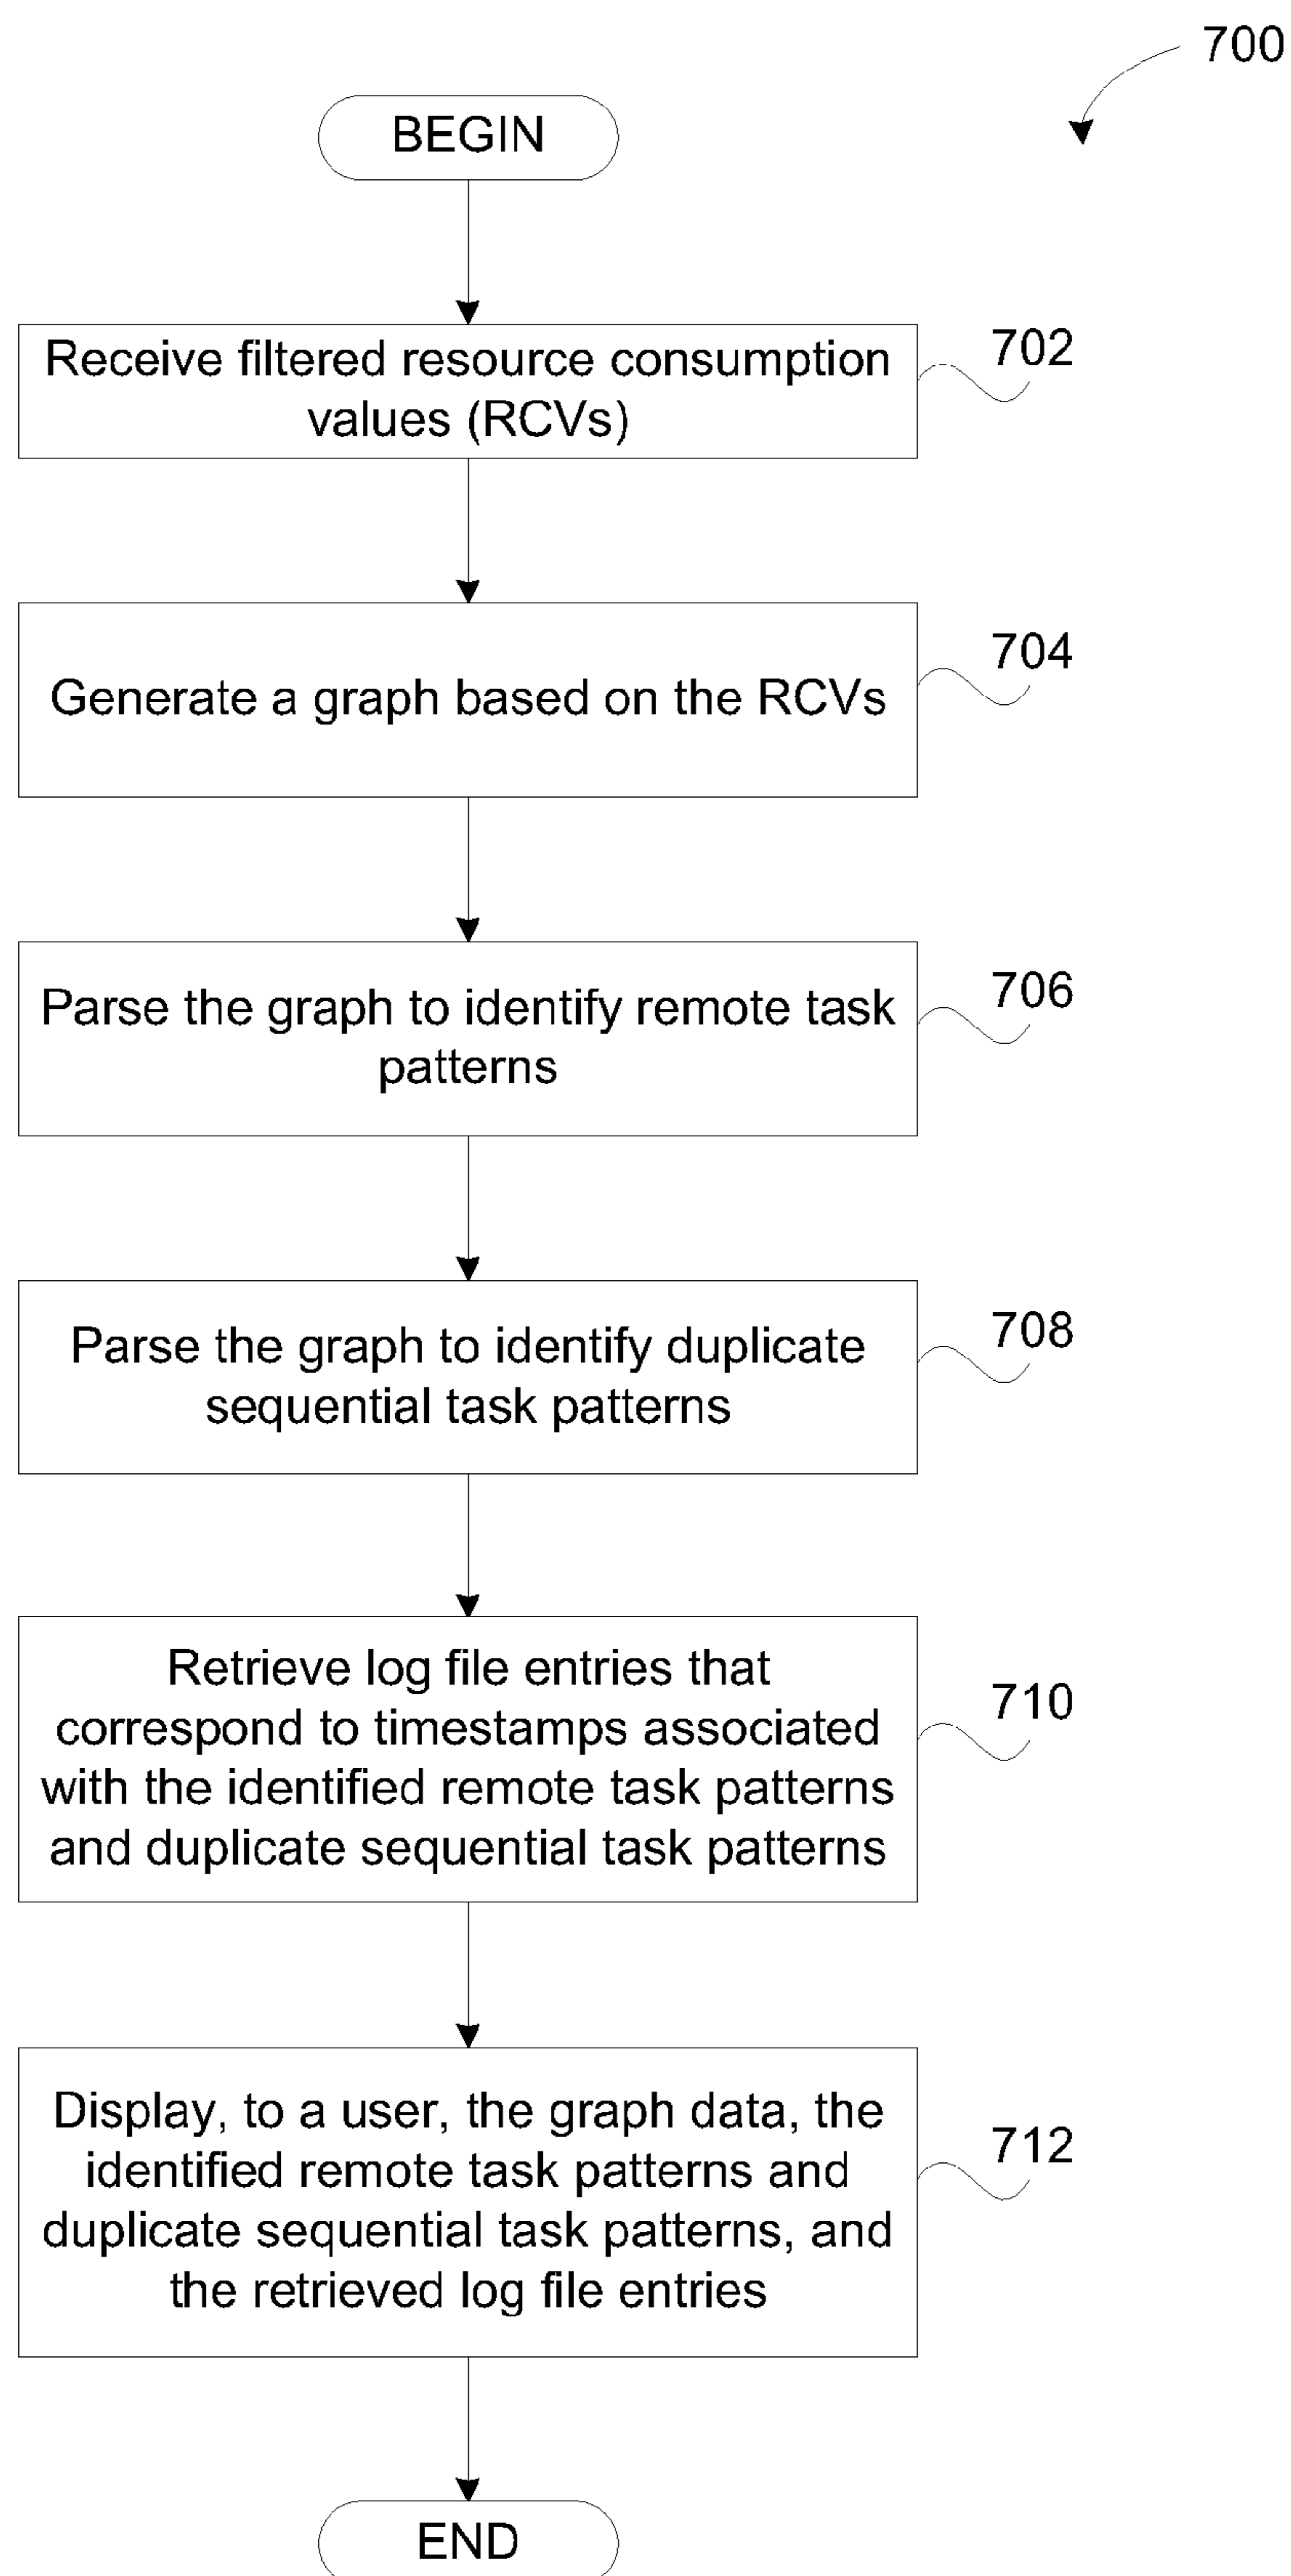 700
BEGIN
Receive filtered resource consumption
values (RCVs)
702
Generate a graph based on the RCVs
704
Parse the graph to identify remote task
patterns
706
Parse the graph to identify duplicate
sequential task patterns
708
Retrieve log file entries that
correspond to timestamps associated
with the identified remote task patterns
and duplicate sequential task patterns
710
Display, to a user, the graph data, the
identified remote task patterns and
duplicate sequential task patterns, and
the retrieved log file entries
712
END